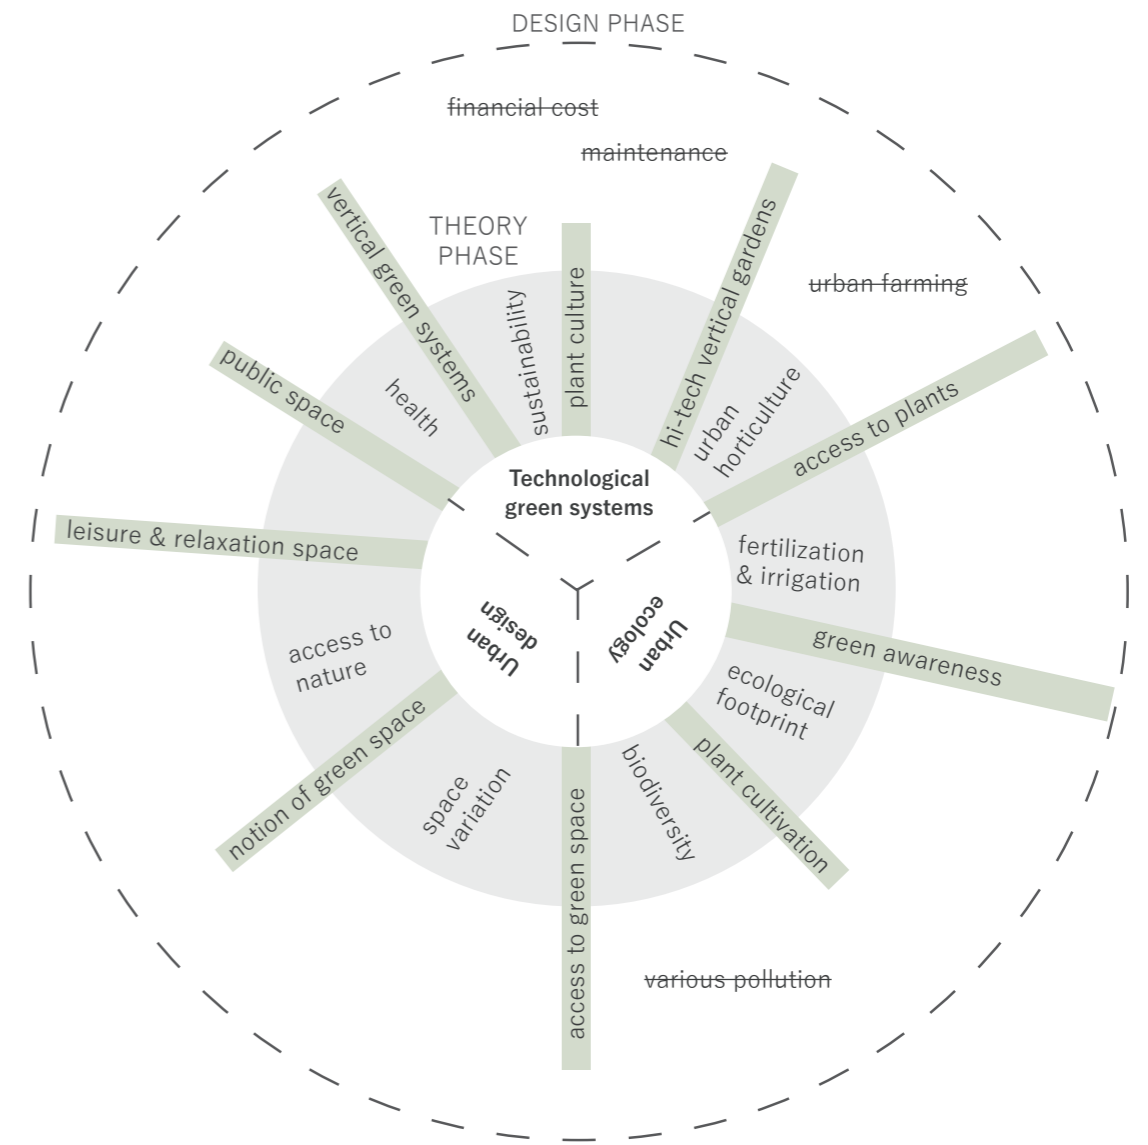 DESIGN PHASE
financial cost
maintenance
THEORY
PHASE
vertical green systems
sustainability
plant culture
hi-tech vertical gardens
urban farming
public space
health
urban
horticulture
access to plants
Technological
green systems
leisure & relaxation space
fertilization
& irrigation
Urban
design
Urban
ecology
green awareness
access to
nature
ecological
footprint
notion of green space
space
variation
biodiversity
plant cultivation
access to green space
various pollution